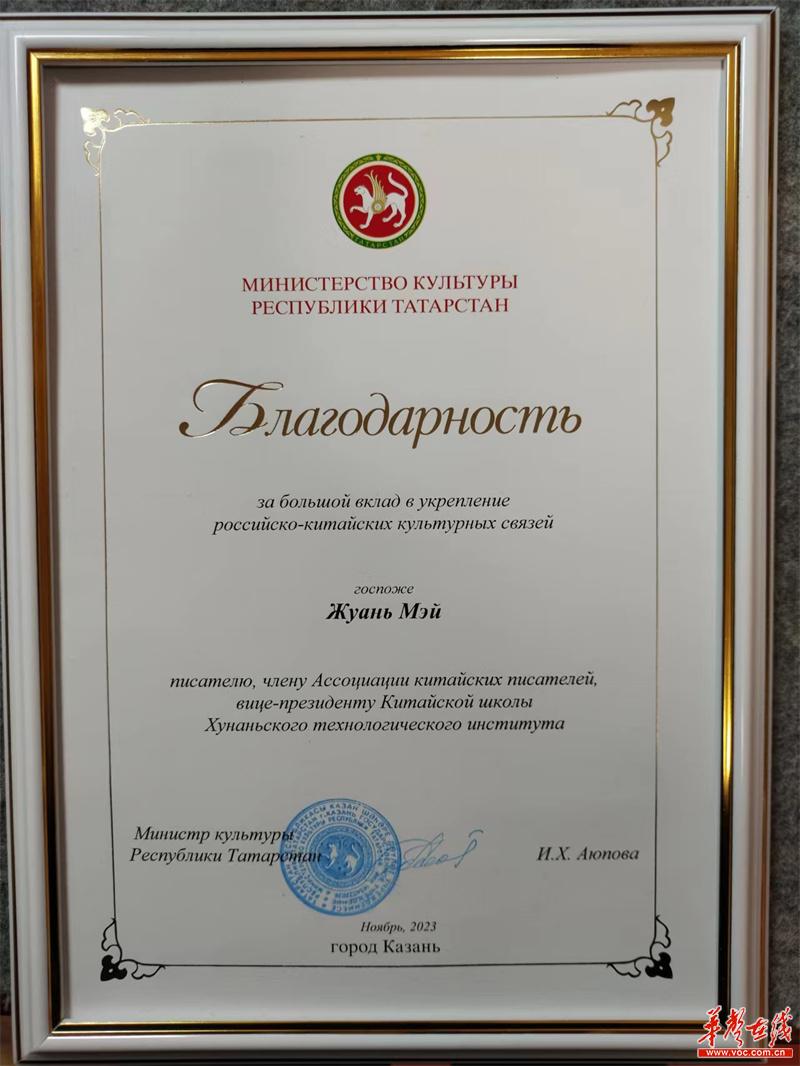 ТАТАРСТАН
МИНИСТЕРСТВО КУЛЬТУРЫ
РЕСПУБЛИКИ ТАТАРСТАН
Благодарность
за большой вклад в укрепление
российско-китайских культурных связей
госпоже
Жуань Мэй
писателю, члену Ассоциации китайских писателей,
вице-президенту Китайской школы
Хунаньского технологического института
Министр культуры
Республики Татарстан
И.Х. Аюпова
Ноябрь, 2023
город Казань
华声在线
www.voc.com.cn